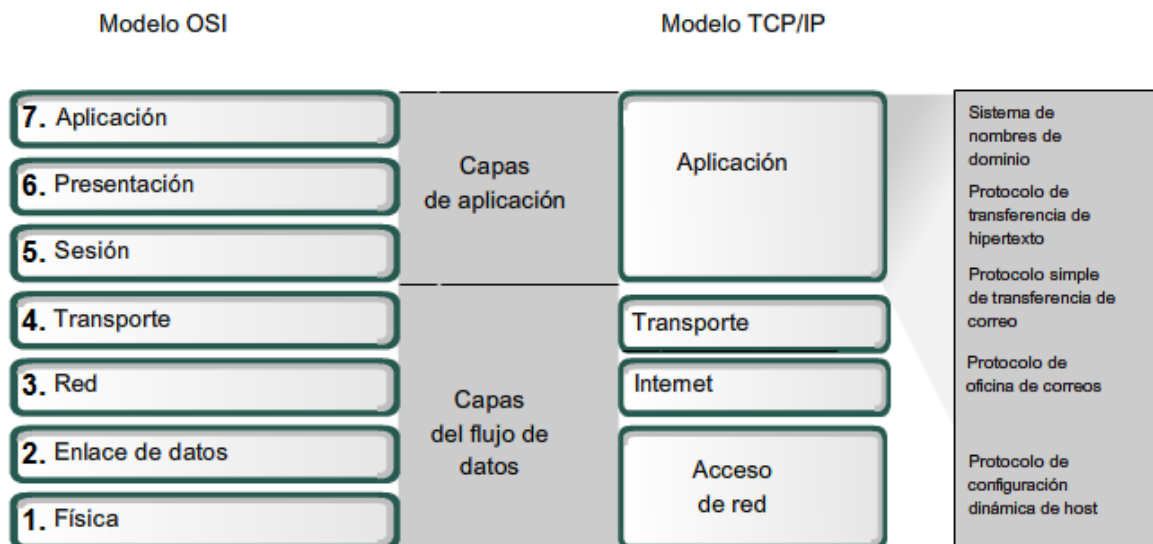 Modelo OSI
Modelo TCP/IP
7. Aplicación
6. Presentación
5. Sesión
4. Transporte
3. Red
2. Enlace de datos
1. Física
Capas
de aplicación
Capas
del flujo de
datos
Aplicación
Transporte
Internet
Acceso
de red
Sistema de
nombres de
dominio
Protocolo de
transferencia de
hipertexto
Protocolo simple
de transferencia de
correo
Protocolo de
oficina de correos
Protocolo de
configuración
dinámica de host